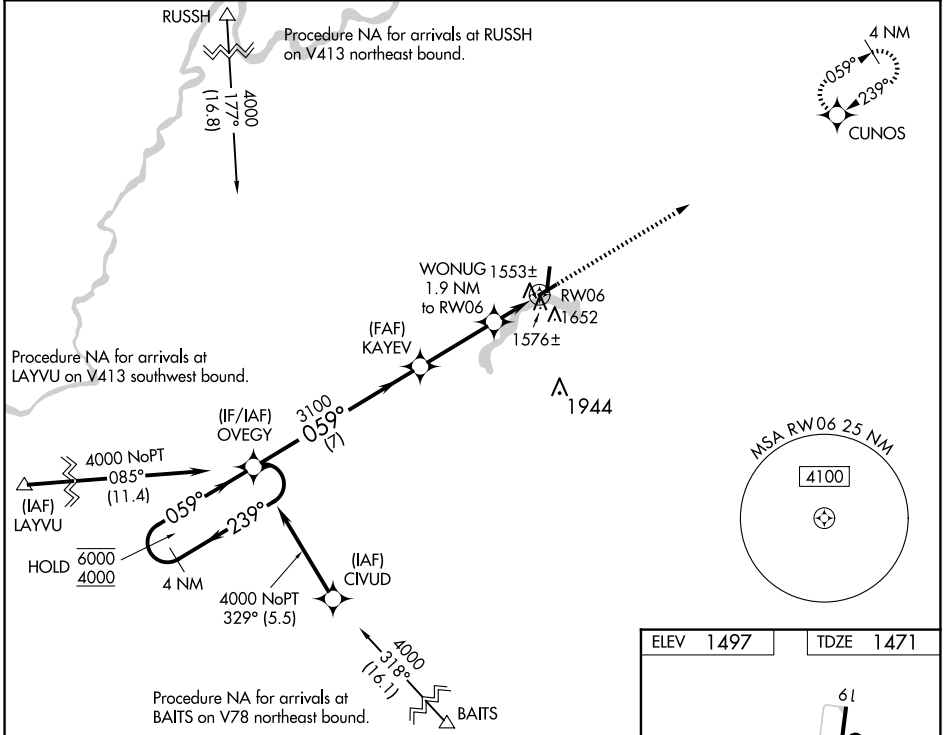 RUSSH
Procedure NA for arrivals at RUSSH
on V413 northeast bound.
4000
177°
(16.8)
4 NM
059°
239°
CUNOS
WONUG
1.9 NM
to RW06
1553±
RW06
1652
1576±
(FAF)
KAYEV
1944
Procedure NA for arrivals at
LAYVU on V413 southwest bound.
(IF/IAF)
OVEGY
3100
059°
(7)
4000 NoPT
085°
(11.4)
(IAF)
LAYVU
059°
239°
HOLD
6000
4000
4 NM
(IAF)
CIVUD
4000 NoPT
329° (5.5)
4000
318°
(16.1)
BAITS
Procedure NA for arrivals at
BAITS on V78 northeast bound.
MSA RW06 25 NM
4100
ELEV 1497
TDZE 1471
19